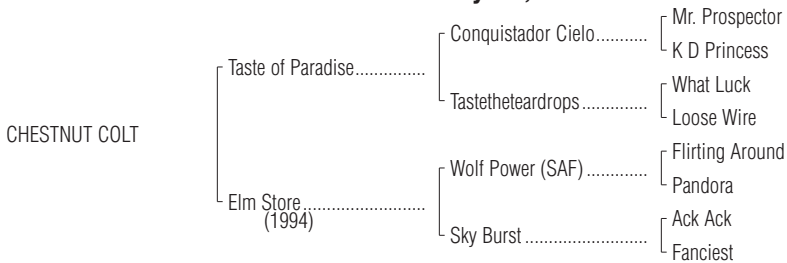 Mr. Prospector
Conquistador Cielo...........
K D Princess
Taste of Paradise...............
What Luck
Tastetheteardrops..............
Loose Wire
CHESTNUT COLT
Flirting Around
Wolf Power (SAF) .............
Pandora
Elm Store..........................
(1994)
Ack Ack
Sky Burst ..........................
Fanciest